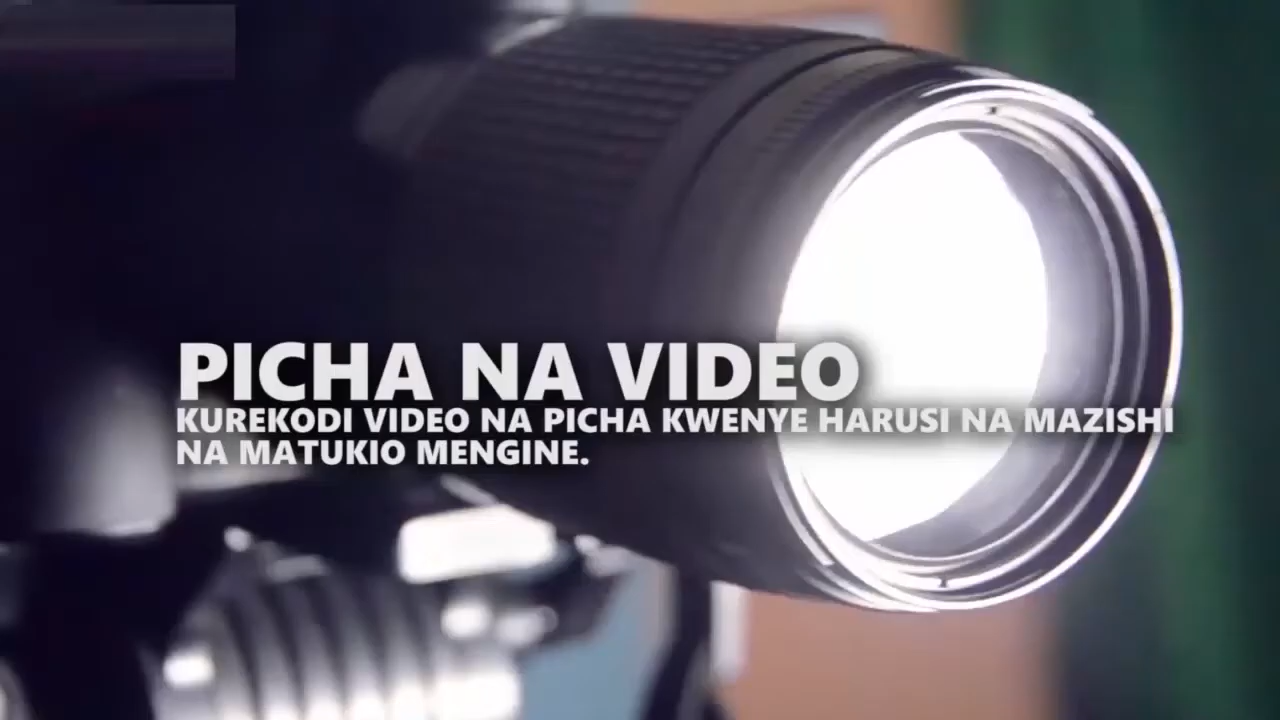 PICHA NA VIDEO
KUREKODI VIDEO NA PICHA KWENYE HARUSI NA MAZISHI
NA MATUKIO MENGINE.